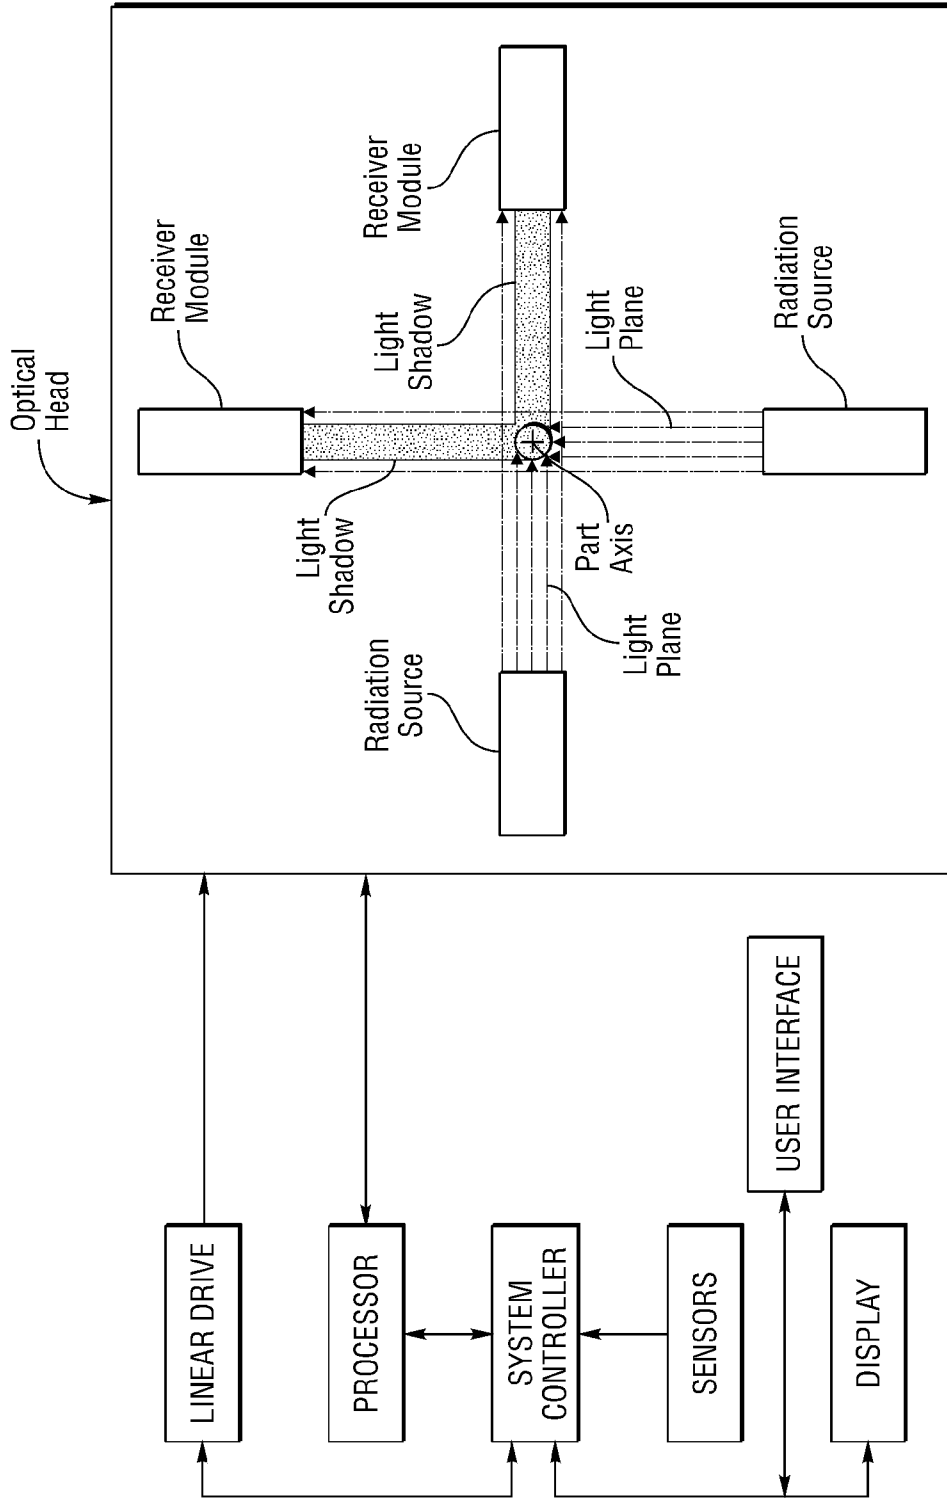 Optical
Head
Receiver
Module
LINEAR DRIVE
Light
Shadow
PROCESSOR
Radiation
Source
Light
Shadow
Receiver
Module
SYSTEM
CONTROLLER
Part
Axis
Light
Plane
Light
Plane
SENSORS
USER INTERFACE
Radiation
Source
DISPLAY